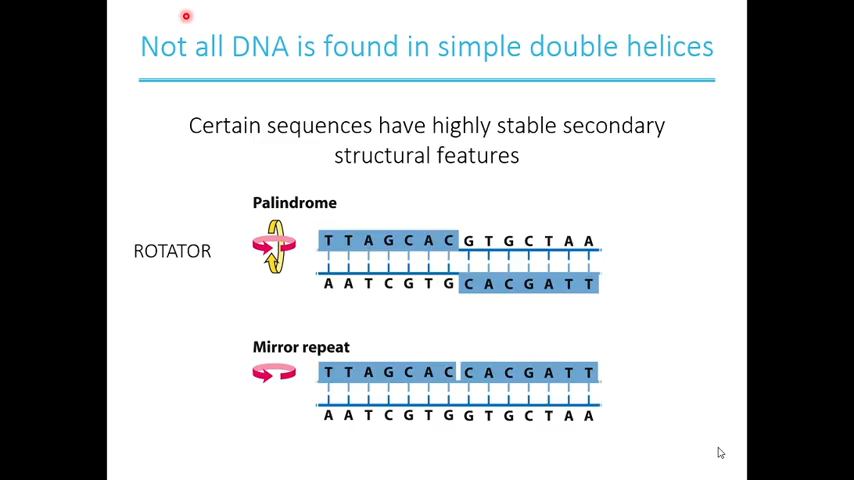 Not all DNA is found in simple double helices
Certain sequences have highly stable secondary
structural features
Palindrome
ROTATOR
T T A G C A C G T G C T A A
A A T C G T G C A C G A T T
Mirror repeat
T T A G C A C C A C G A T T
A A T C G T G G T G C T A A